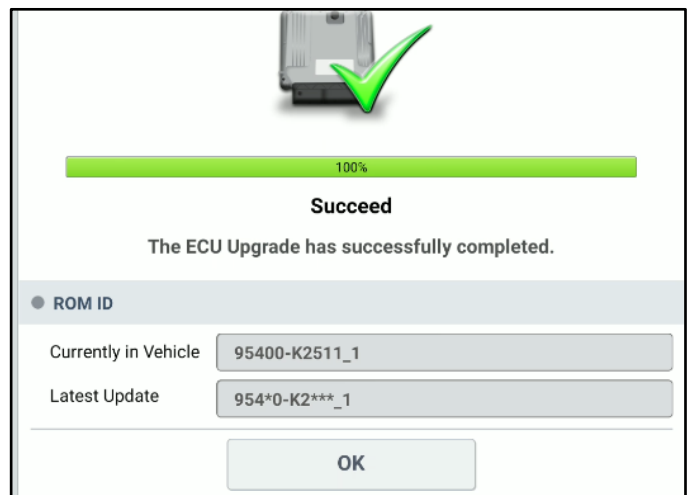 100%
Succeed
The ECU Upgrade has successfully completed.
ROM ID
Currently in Vehicle 95400-K2511_1
Latest Update 954*0-K2***_1
OK